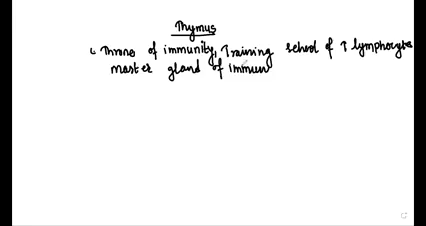 Thymus
↳ Throne of immunity, Training school of T lymphocytes
master gland of immun